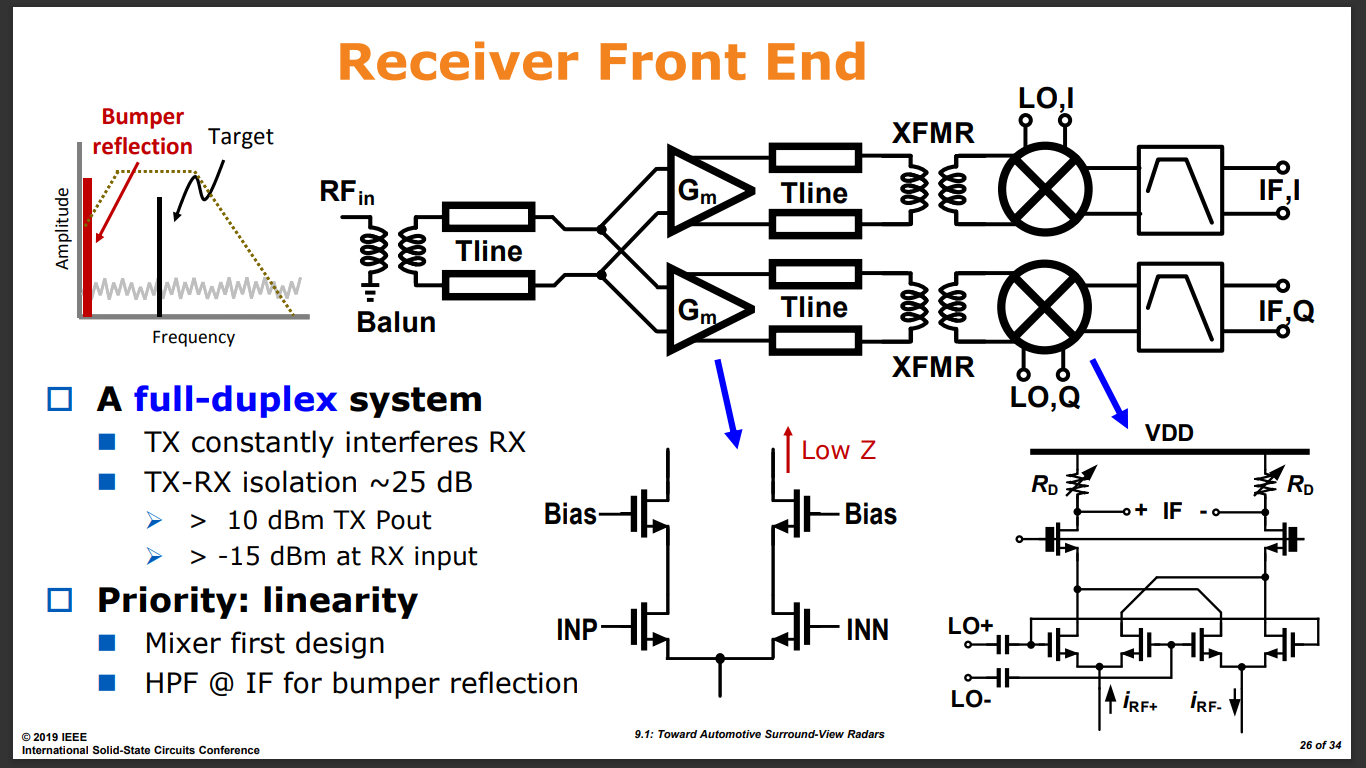 Receiver Front End
Bumper
reflection
Target
Amplitude
Frequency
RFin
Balun
Tline
Gm
Gm
Tline
Tline
XFMR
XFMR
LO,I
LO,Q
IF,I
IF,Q
A full-duplex system
TX constantly interferes RX
TX-RX isolation ~25 dB
> 10 dBm TX Pout
> -15 dBm at RX input
Priority: linearity
Mixer first design
HPF @ IF for bumper reflection
Low Z
Bias
Bias
INP
INN
VDD
RD
RD
+ IF -
LO+
LO-
iRF+
iRF-
© 2019 IEEE
International Solid-State Circuits Conference
9.1: Toward Automotive Surround-View Radars
26 of 34